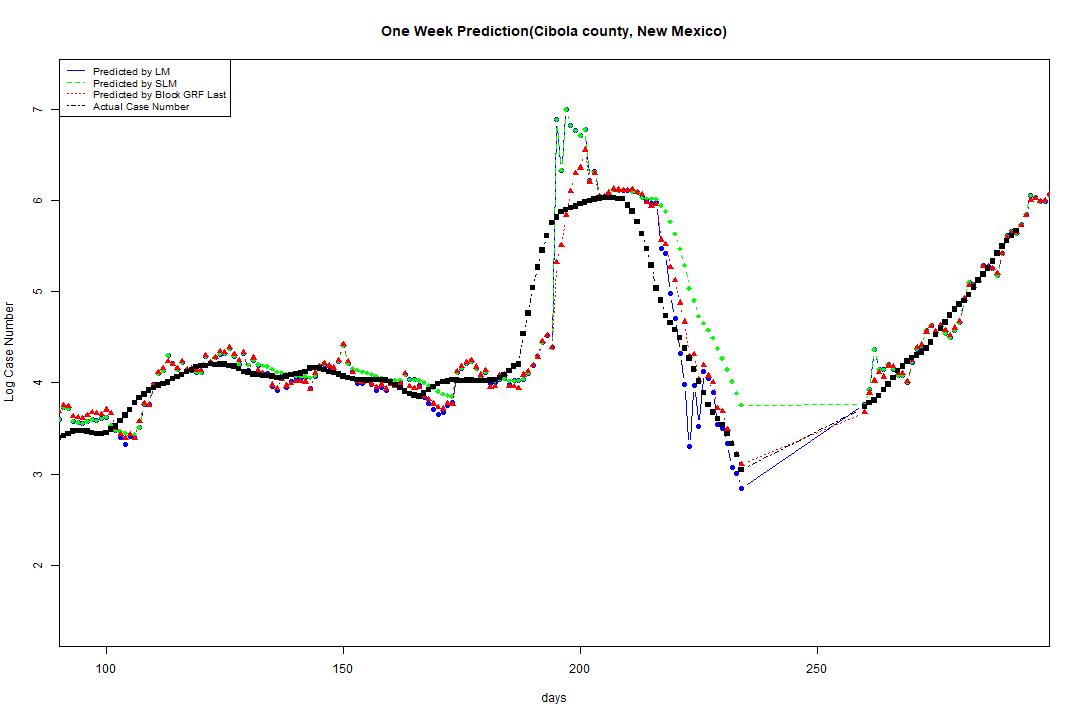 One Week Prediction(Cibola county, New Mexico)
Predicted by LM
Predicted by SLM
Predicted by Block GRF Last
Actual Case Number
7
6
5
4
3
2
Log Case Number
100 150 200 250
days